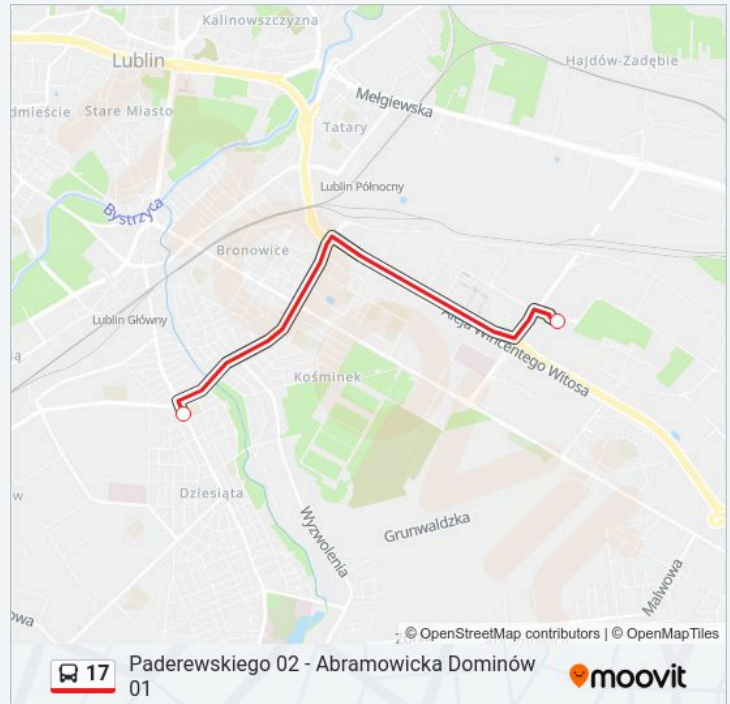 Kalinowszczyzna
Lublin
Hajdów-Zadębie
Mełgiewska
dmieście
Stare Miasto
Tatary
Lublin Północny
Bystrzyca
Bronowice
Aleja Wincentego Witosa
Lublin Główny
Kośminek
Dziesiąta
Wyzwolenia
Grunwaldzka
Malwowa
© OpenStreetMap contributors | © OpenMapTiles
17
Paderewskiego 02 - Abramowicka Dominów
01
moovit